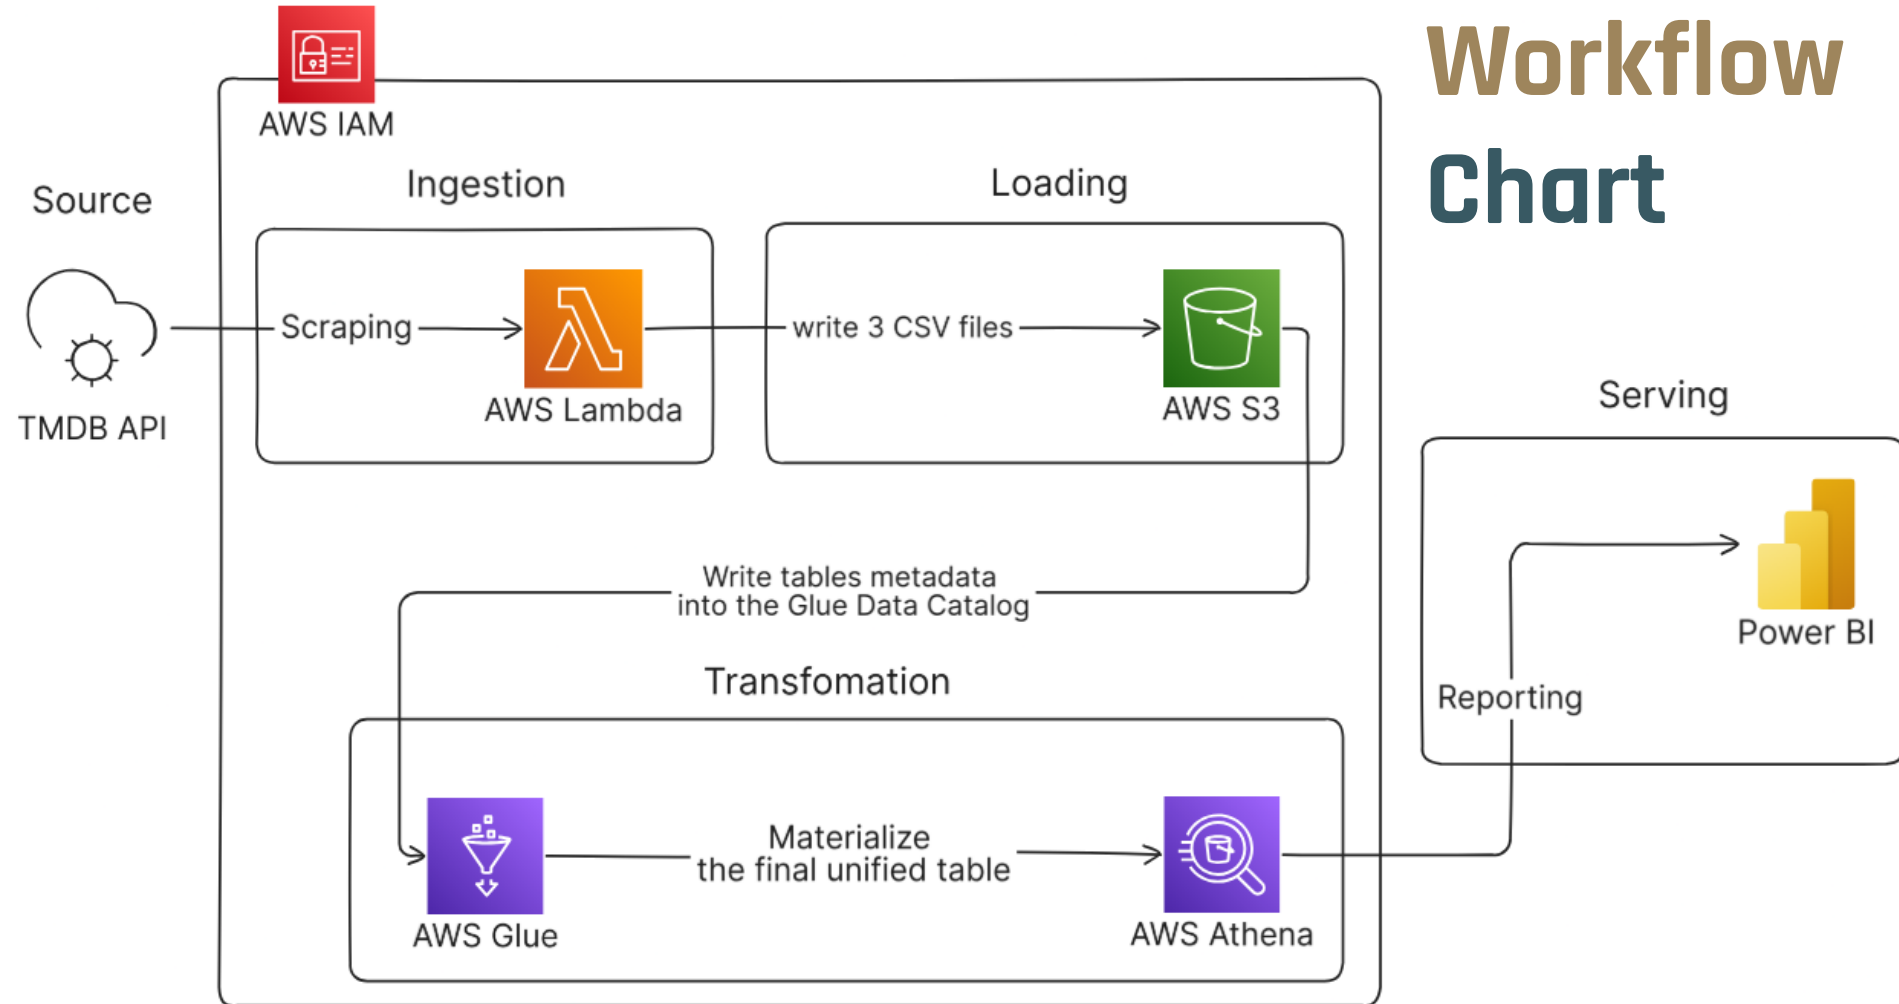 Workflow
Chart
AWS IAM
Source
Ingestion
Loading
Scraping
write 3 CSV files
TMDB API
AWS Lambda
AWS S3
Serving
Write tables metadata
into the Glue Data Catalog
Power BI
Transfomation
Reporting
Materialize
the final unified table
AWS Glue
AWS Athena